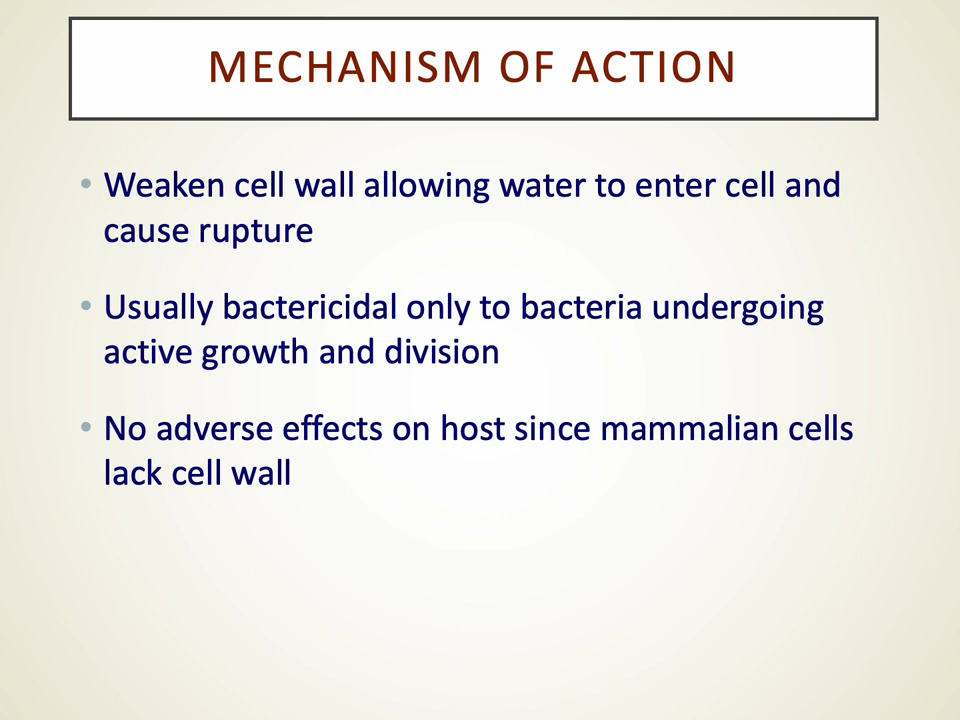 MECHANISM OF ACTION
• Weaken cell wall allowing water to enter cell and
cause rupture
• Usually bactericidal only to bacteria undergoing
active growth and division
• No adverse effects on host since mammalian cells
lack cell wall